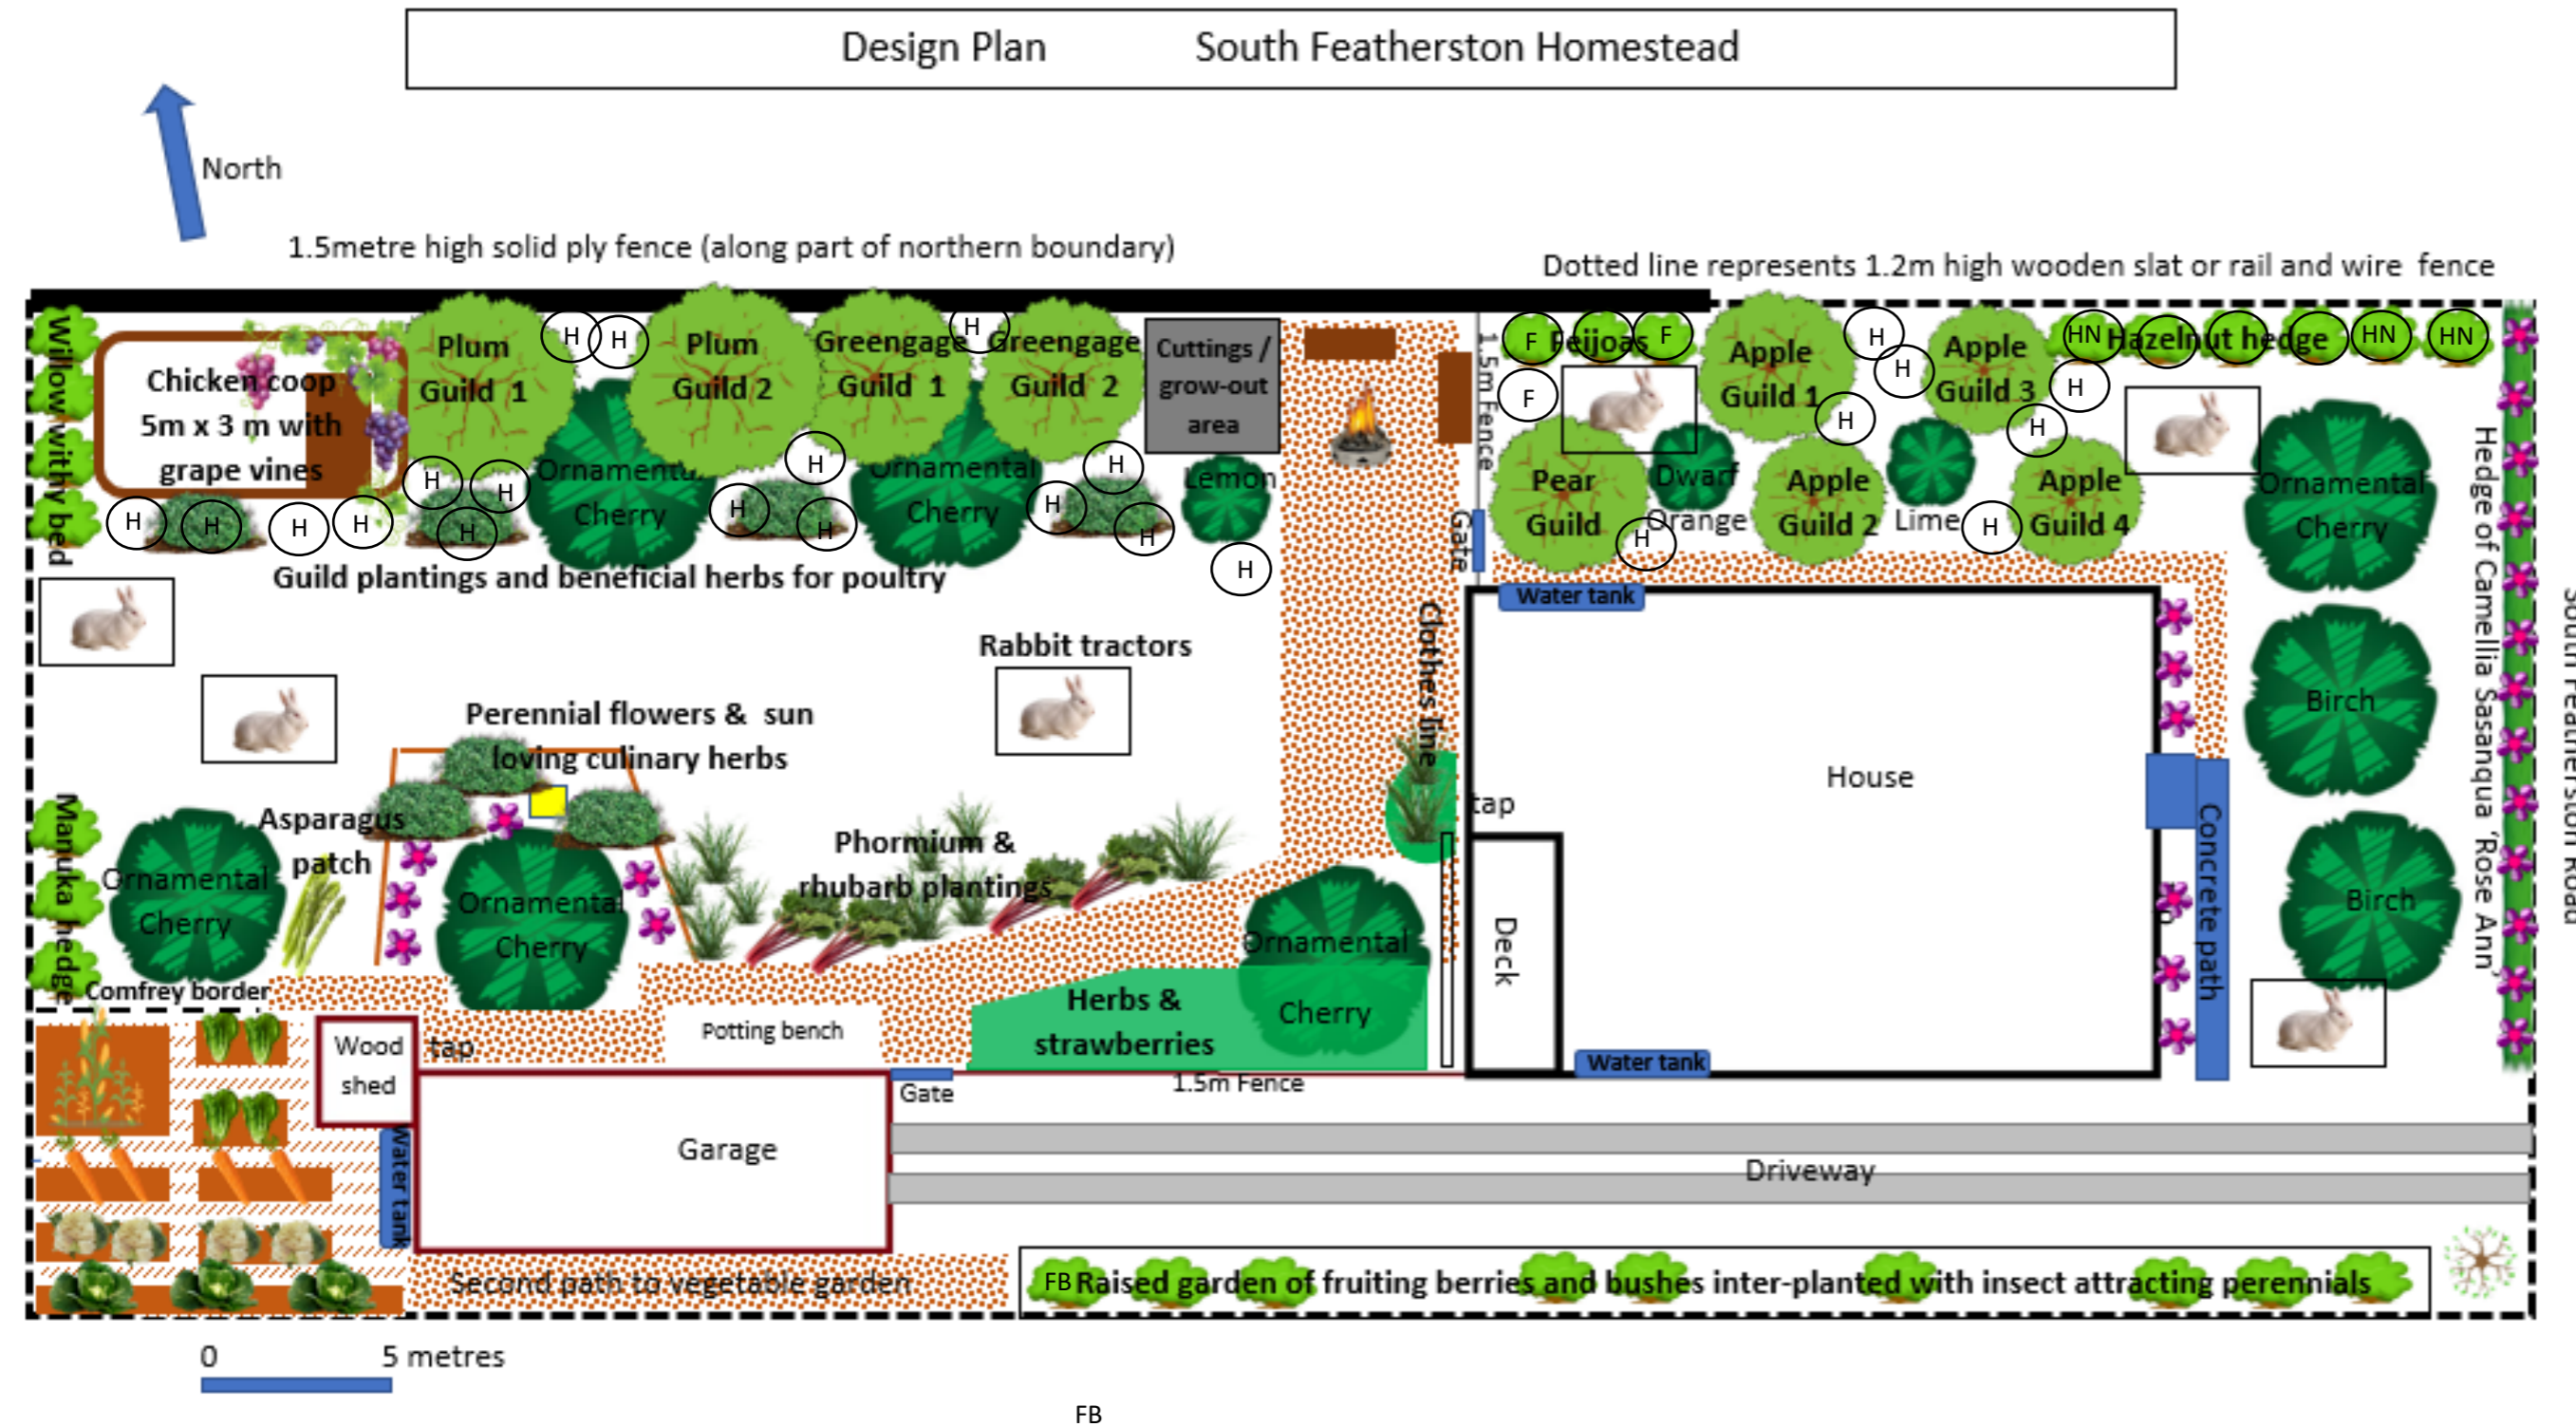 Design Plan South Featherston Homestead
North
1.5metre high solid ply fence (along part of northern boundary)
Dotted line represents 1.2m high wooden slat or rail and wire fence
Willow withy bed
Chicken coop
5m x 3 m with
grape vines
Plum
Guild 1
H
H
Plum
Guild 2
Greengage
Guild 1
H
Greengage
Guild 2
Cuttings /
grow-out
area
1.5m Fence
F
Feijoas
F
F
Apple
Guild 1
H
H
H
Apple
Guild 3
HN
Hazelnut hedge
HN
HN
H
H
H
H
H
H
H
H
H
H
H
Ornamental
Cherry
H
H
H
Ornamental
Cherry
H
H
H
Lemon
H
Gate
Pear
Guild
H
Dwarf
Orange
Apple
Guild 2
Lime
H
Apple
Guild 4
Ornamental
Cherry
Hedge of Camellia Sasanqua 'Rose Ann'
South Featherston Road
Guild plantings and beneficial herbs for poultry
Water tank
Rabbit tractors
Clothes line
Perennial flowers & sun
loving culinary herbs
Birch
House
tap
Manuka hedge
Asparagus
patch
Ornamental
Cherry
Ornamental
Cherry
Phormium &
rhubarb plantings
Deck
Concrete path
Birch
Ornamental
Cherry
Comfrey border
Herbs &
strawberries
Potting bench
Wood
shed
tap
Water tank
Gate
1.5m Fence
Water tank
Garage
Driveway
Second path to vegetable garden
FB
Raised garden of fruiting berries and bushes inter-planted with insect attracting perennials
0 5 metres
FB